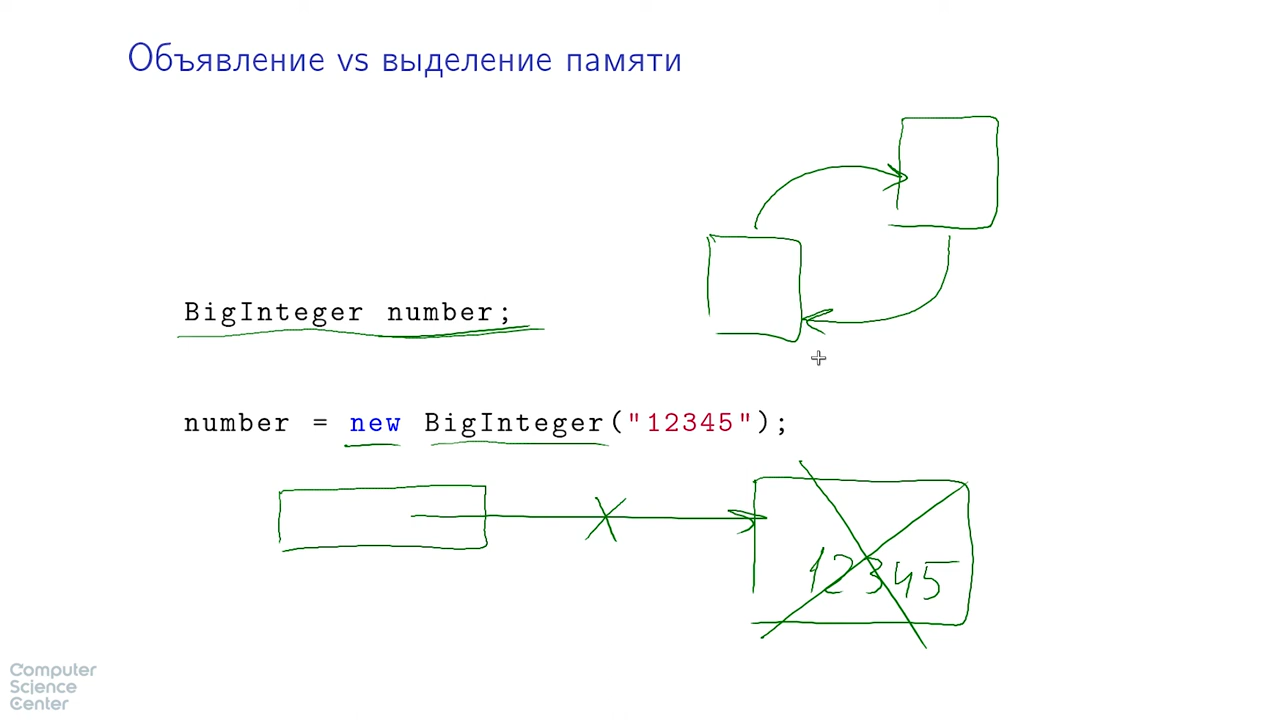 Объявление vs выделение памяти
BigInteger number;
number = new BigInteger("12345");
12345
Computer
Science
Center